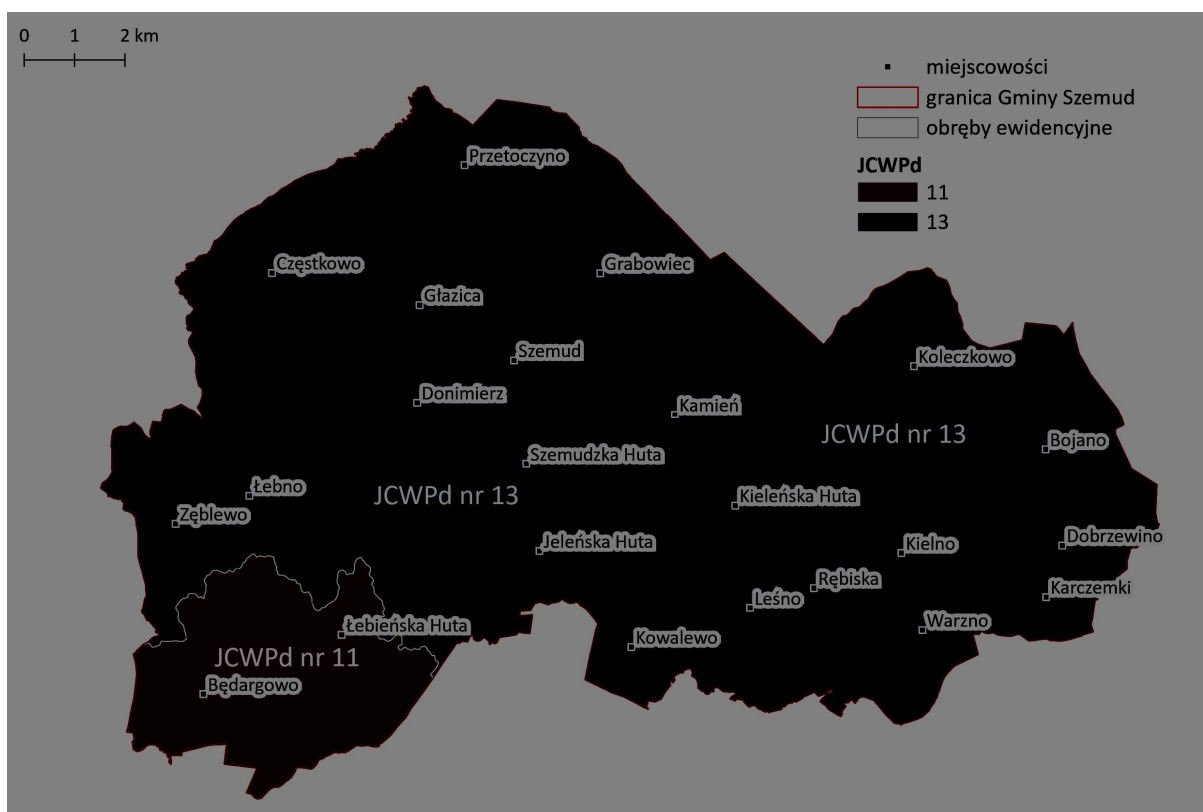 0 1 2 km
miejscowości
granica Gminy Szemud
obręby ewidencyjne
JCWPd
11
13
Przetoczyno
Częstkowo
Grabowiec
Głazica
Szemud
Koleczkowo
Donimierz
Kamień
JCWPd nr 13
Bojano
Szemudzka Huta
Łebno
JCWPd nr 13
Kieleńska Huta
Zęblewo
Jeleńska Huta
Kielno
Dobrzewino
Rębiska
Karczemki
Leśno
Łebieńska Huta
Warzno
Kowalewo
JCWPd nr 11
Będargowo